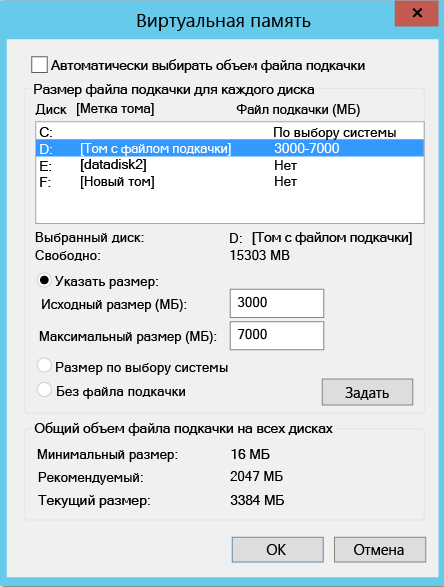 Виртуальная память
Автоматически выбирать объем файла подкачки
Размер файла подкачки для каждого диска
Диск [Метка тома] Файл подкачки (МБ)
C: По выбору системы
D: [Том с файлом подкачки] 3000-7000
E: [datadisk2] Нет
F: [Новый том] Нет
Выбранный диск: D: [Том с файлом подкачки]
Свободно: 15303 МВ
Указать размер:
Исходный размер (МБ): 3000
Максимальный размер (МБ): 7000
Размер по выбору системы
Без файла подкачки
Задать
Общий объем файла подкачки на всех дисках
Минимальный размер: 16 МБ
Рекомендуемый: 2047 МБ
Текущий размер: 3384 МБ
ОК Отмена